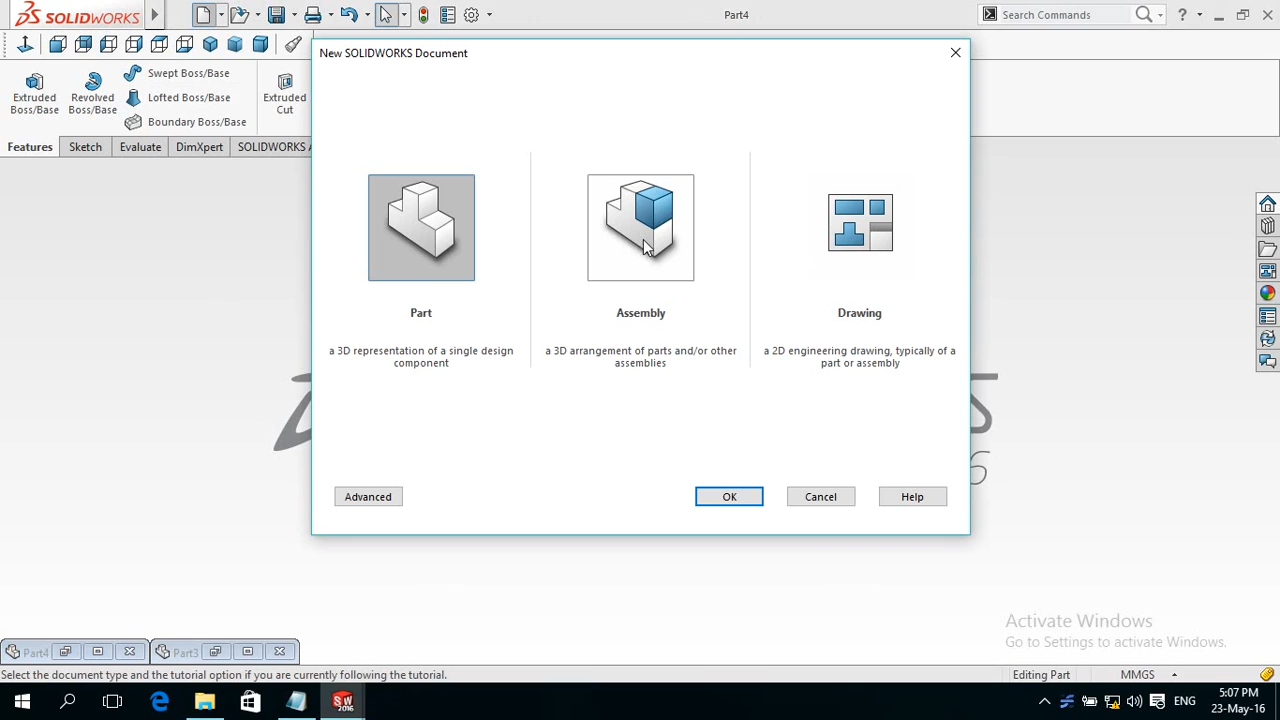 SOLIDWORKS
Part4
Search Commands
?
New SOLIDWORKS Document
Extruded
Boss/Base
Revolved
Boss/Base
Swept Boss/Base
Lofted Boss/Base
Boundary Boss/Base
Extruded
Cut
Features
Sketch
Evaluate
DimXpert
SOLIDWORKS A
Part
Assembly
Drawing
a 3D representation of a single design
component
a 3D arrangement of parts and/or other
assemblies
a 2D engineering drawing, typically of a
part or assembly
Advanced
OK
Cancel
Help
Activate Windows
Go to Settings to activate Windows.
Part4
Part3
Select the document type and the tutorial option if you are currently following the tutorial.
Editing Part
MMGS
SW
2016
ENG
5:07 PM
23-May-16